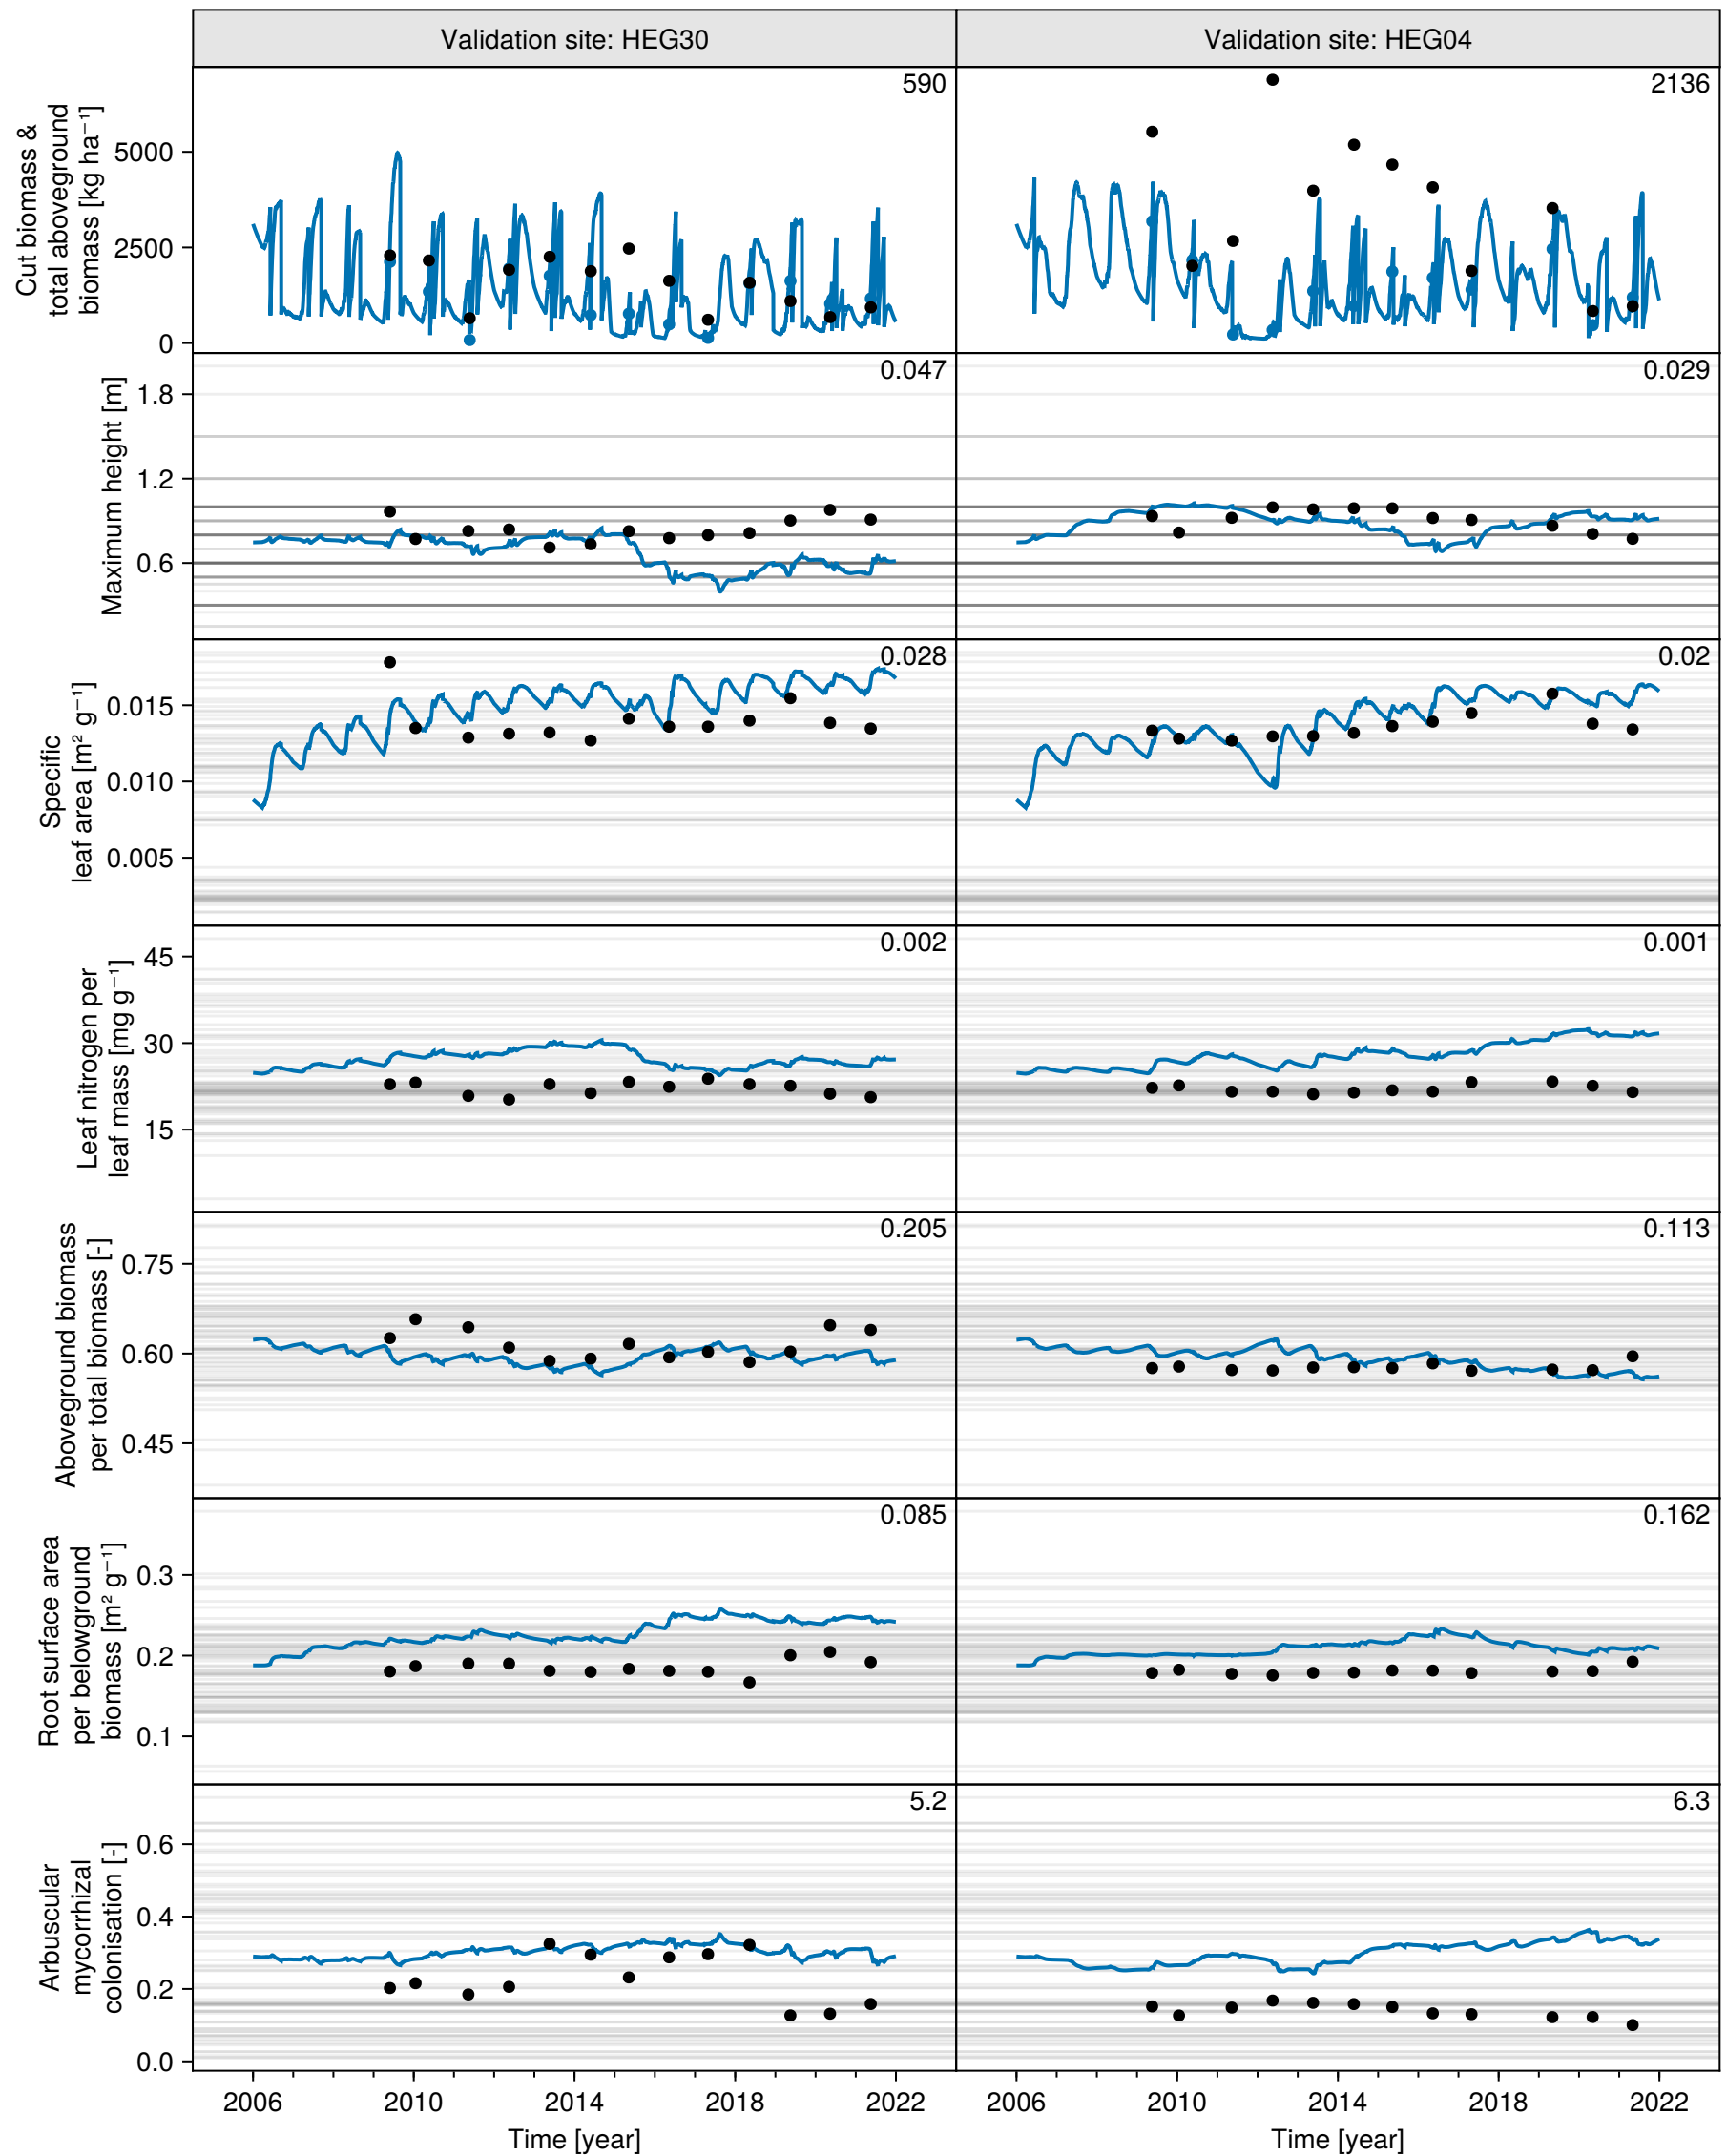 Validation site: HEG30
Validation site: HEG04
Cut biomass &
total aboveground
biomass [kg ha⁻¹]
5000
2500
0
590
2136
Maximum height [m]
1.8
1.2
0.6
0.047
0.029
Specific
leaf area [m² g⁻¹]
0.015
0.010
0.005
0.028
0.02
Leaf nitrogen per
leaf mass [mg g⁻¹]
45
30
15
0.002
0.001
Aboveground biomass
per total biomass [-]
0.75
0.60
0.45
0.205
0.113
Root surface area
per belowground
biomass [m² g⁻¹]
0.3
0.2
0.1
0.085
0.162
Arbuscular
mycorrhizal
colonisation [-]
0.6
0.4
0.2
0.0
5.2
6.3
2006 2010 2014 2018 2022
2006 2010 2014 2018 2022
Time [year]
Time [year]